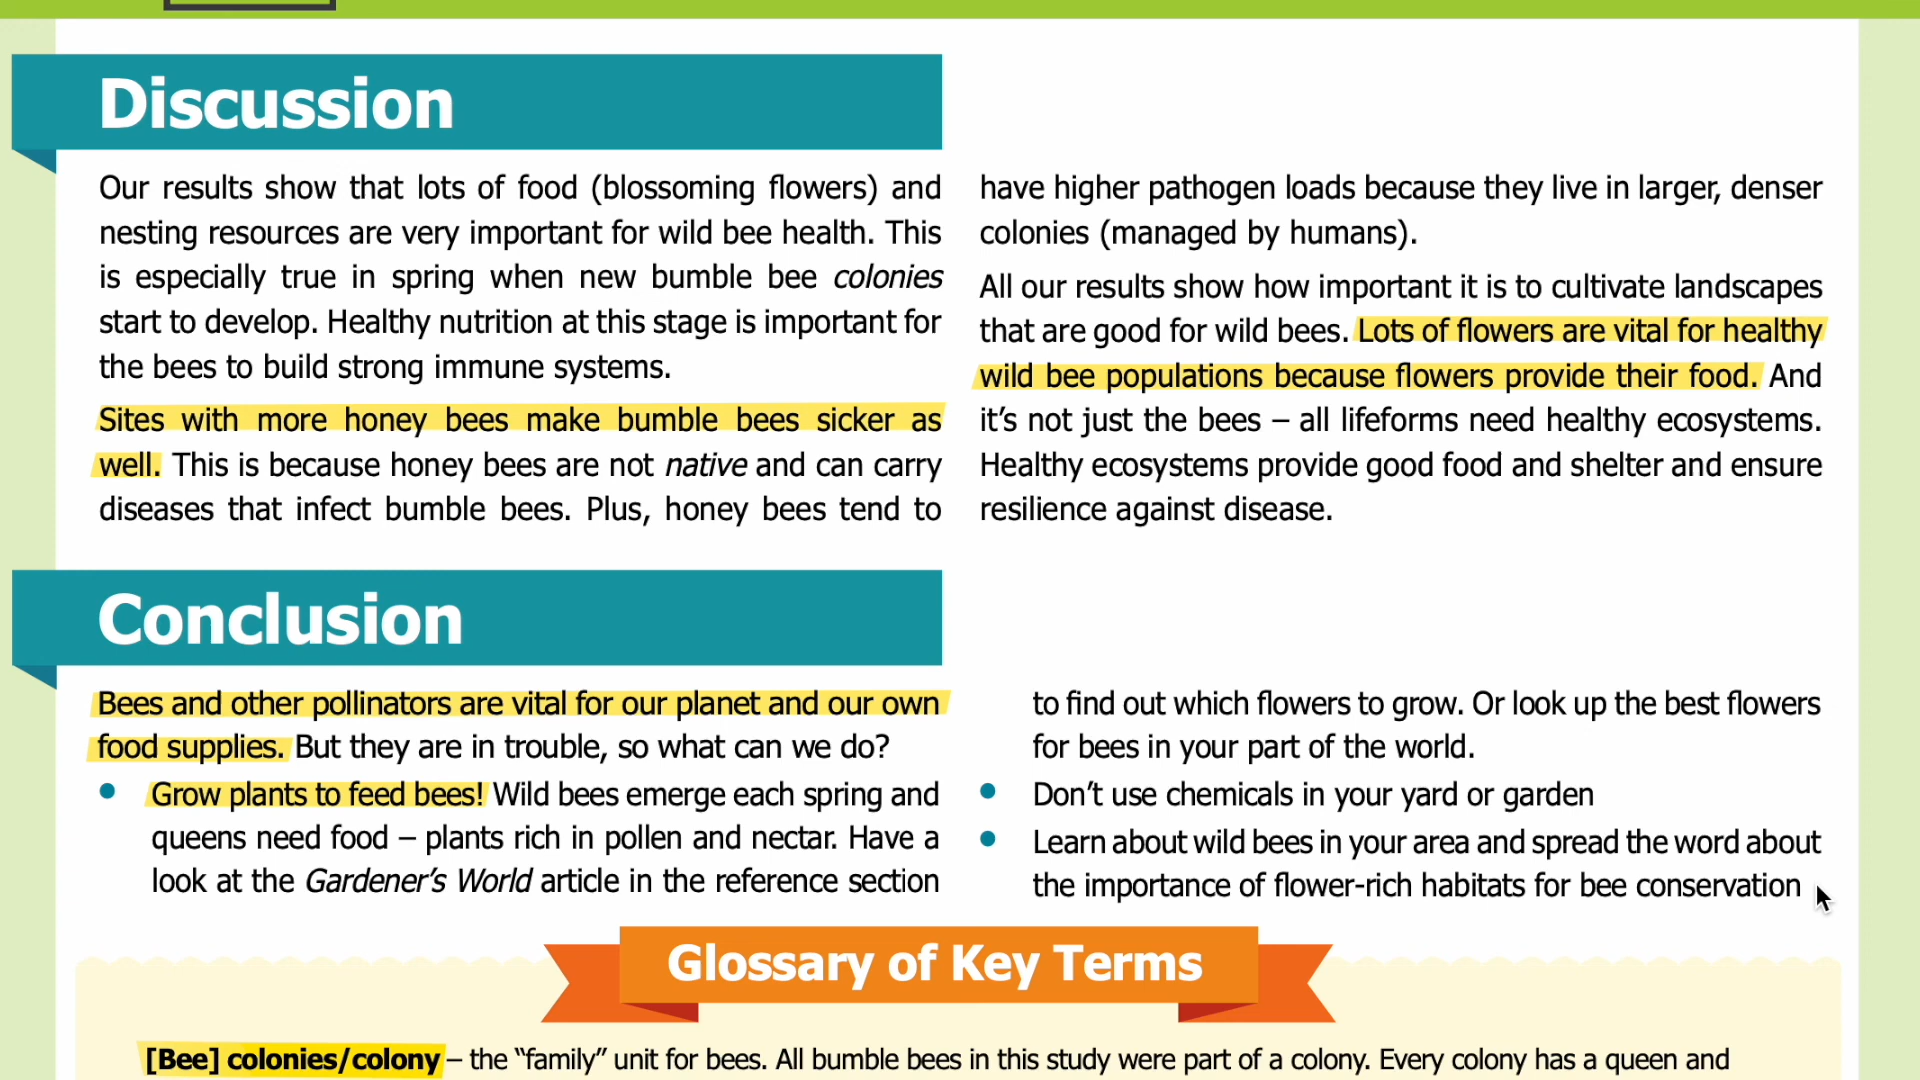 Discussion
Our results show that lots of food (blossoming flowers) and
nesting resources are very important for wild bee health. This
is especially true in spring when new bumble bee colonies
start to develop. Healthy nutrition at this stage is important for
the bees to build strong immune systems.
Sites with more honey bees make bumble bees sicker as
well. This is because honey bees are not native and can carry
diseases that infect bumble bees. Plus, honey bees tend to
have higher pathogen loads because they live in larger, denser
colonies (managed by humans).
All our results show how important it is to cultivate landscapes
that are good for wild bees. Lots of flowers are vital for healthy
wild bee populations because flowers provide their food. And
it’s not just the bees – all lifeforms need healthy ecosystems.
Healthy ecosystems provide good food and shelter and ensure
resilience against disease.
Conclusion
Bees and other pollinators are vital for our planet and our own
food supplies. But they are in trouble, so what can we do?
• Grow plants to feed bees! Wild bees emerge each spring and
queens need food – plants rich in pollen and nectar. Have a
look at the Gardener’s World article in the reference section
to find out which flowers to grow. Or look up the best flowers
for bees in your part of the world.
• Don’t use chemicals in your yard or garden
• Learn about wild bees in your area and spread the word about
the importance of flower-rich habitats for bee conservation
Glossary of Key Terms
[Bee] colonies/colony – the “family” unit for bees. All bumble bees in this study were part of a colony. Every colony has a queen and